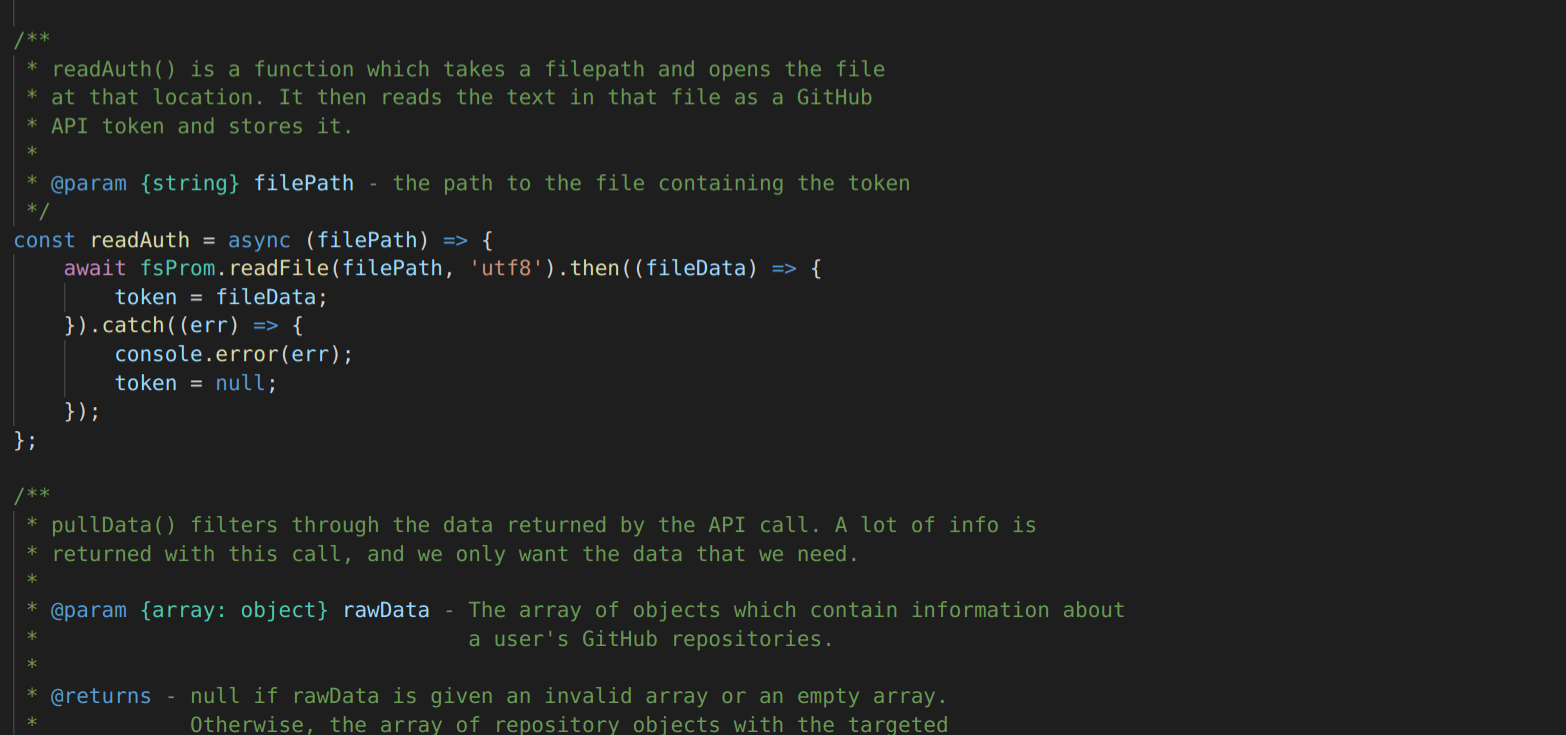 /**
 * readAuth() is a function which takes a filepath and opens the file
 * at that location. It then reads the text in that file as a GitHub
 * API token and stores it.
 *
 * @param {string} filePath - the path to the file containing the token
 */
const readAuth = async (filePath) => {
    await fsProm.readFile(filePath, 'utf8').then((fileData) => {
        token = fileData;
    }).catch((err) => {
        console.error(err);
        token = null;
    });
};

/**
 * pullData() filters through the data returned by the API call. A lot of info is
 * returned with this call, and we only want the data that we need.
 *
 * @param {array: object} rawData - The array of objects which contain information about
 *                                  a user's GitHub repositories.
 *
 * @returns - null if rawData is given an invalid array or an empty array.
 *            Otherwise, the array of repository objects with the targeted